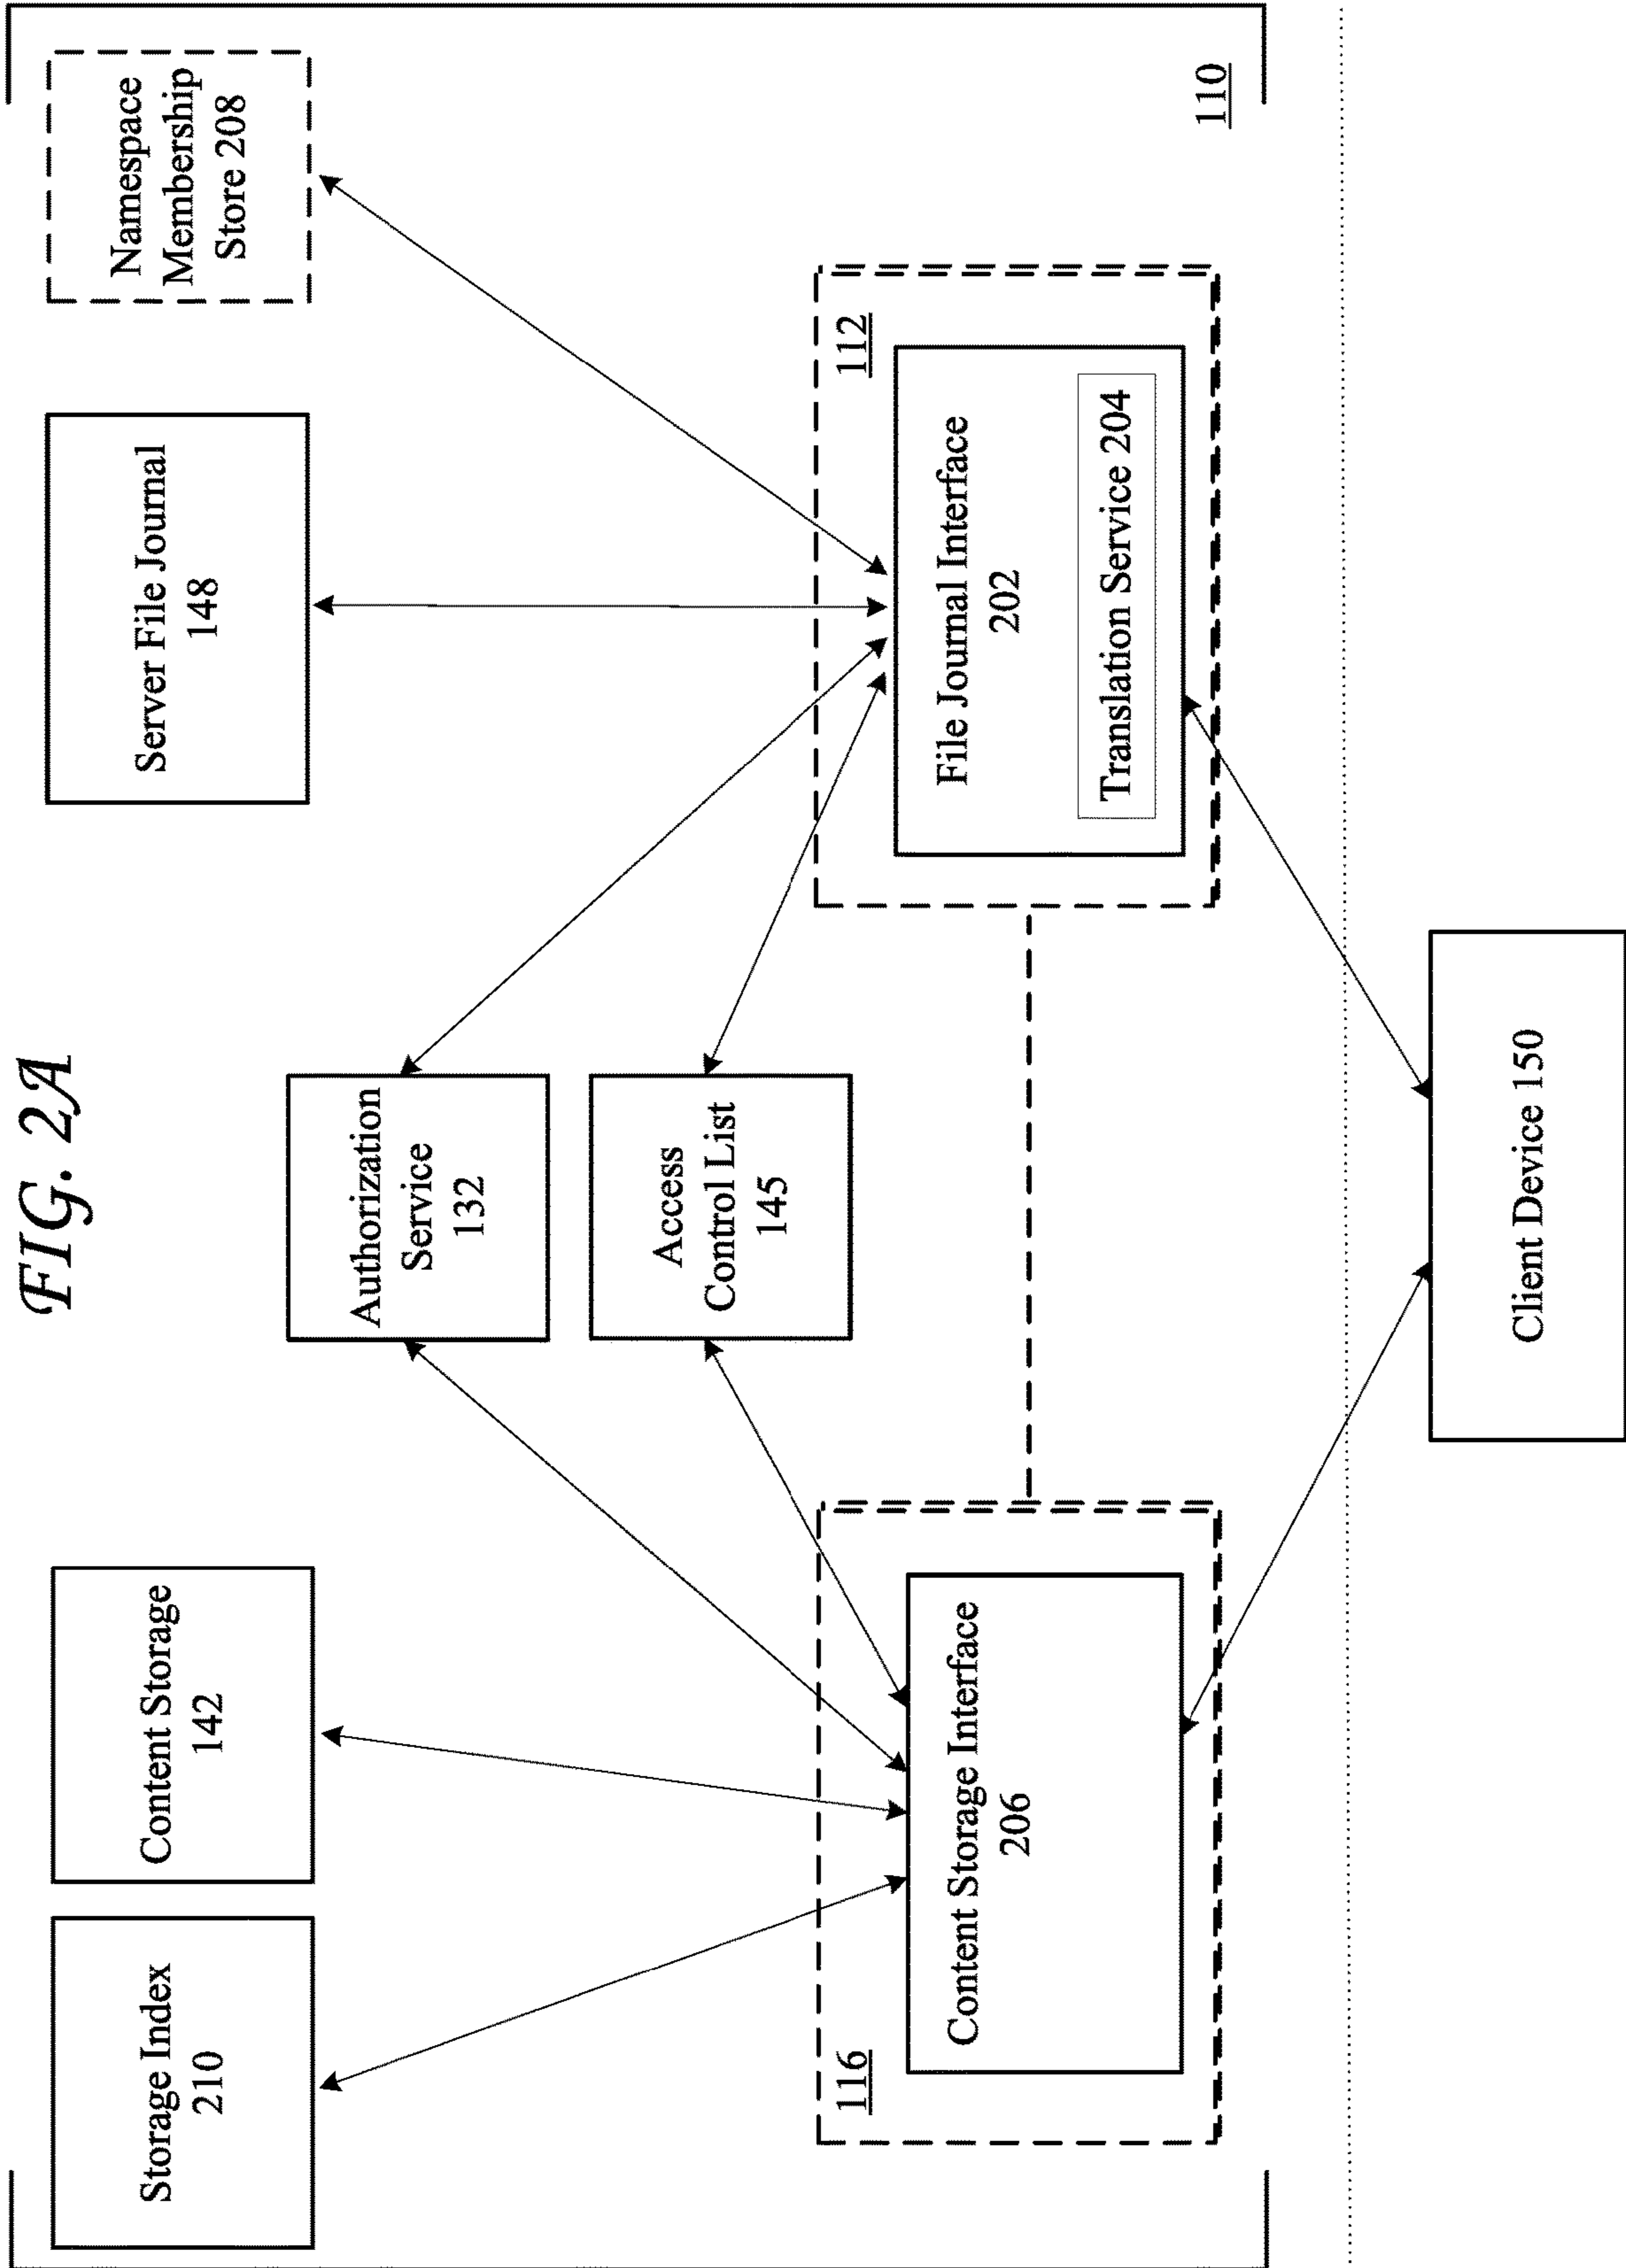 FIG. 2A
Storage Index
210
Content Storage
142
Server File Journal
148
Namespace
Membership
Store 208
Authorization
Service
132
Access
Control List
145
116
Content Storage Interface
206
112
File Journal Interface
202
Translation Service 204
110
Client Device 150